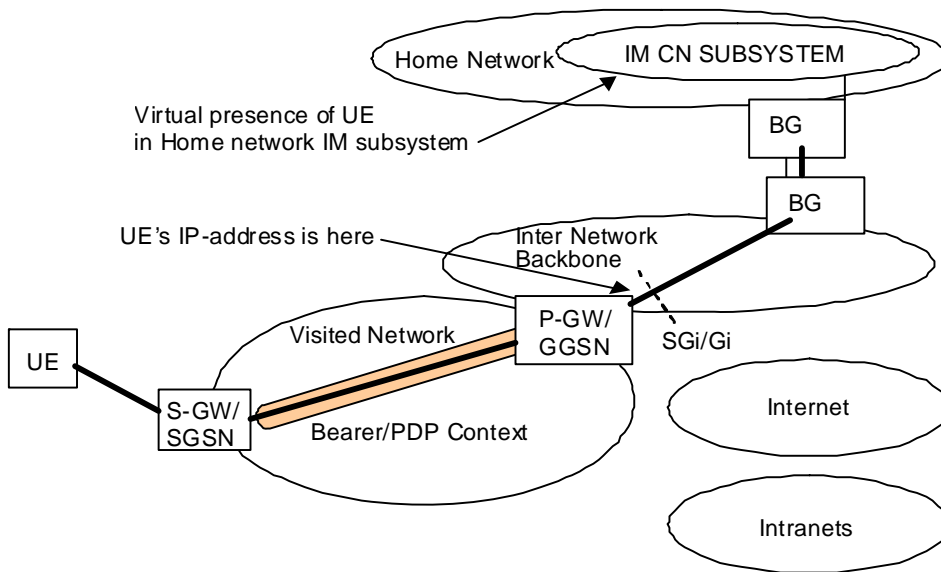 Home Network
IM CN SUBSYSTEM
Virtual presence of UE
in Home network IM subsystem
BG
BG
UE's IP-address is here
Inter Network
Backbone
P-GW/
GGSN
SGi/Gi
Visited Network
UE
S-GW/
SGSN
Bearer/PDP Context
Internet
Intranets